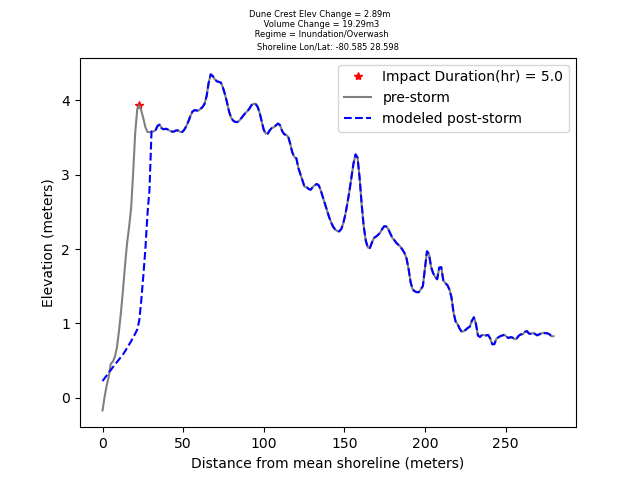 Dune Crest Elev Change = 2.89m
Volume Change = 19.29m3
Regime = Inundation/Overwash
Shoreline Lon/Lat: -80.585 28.598
Impact Duration(hr) = 5.0
pre-storm
modeled post-storm
Elevation (meters)
4
3
2
1
0
0 50 100 150 200 250
Distance from mean shoreline (meters)